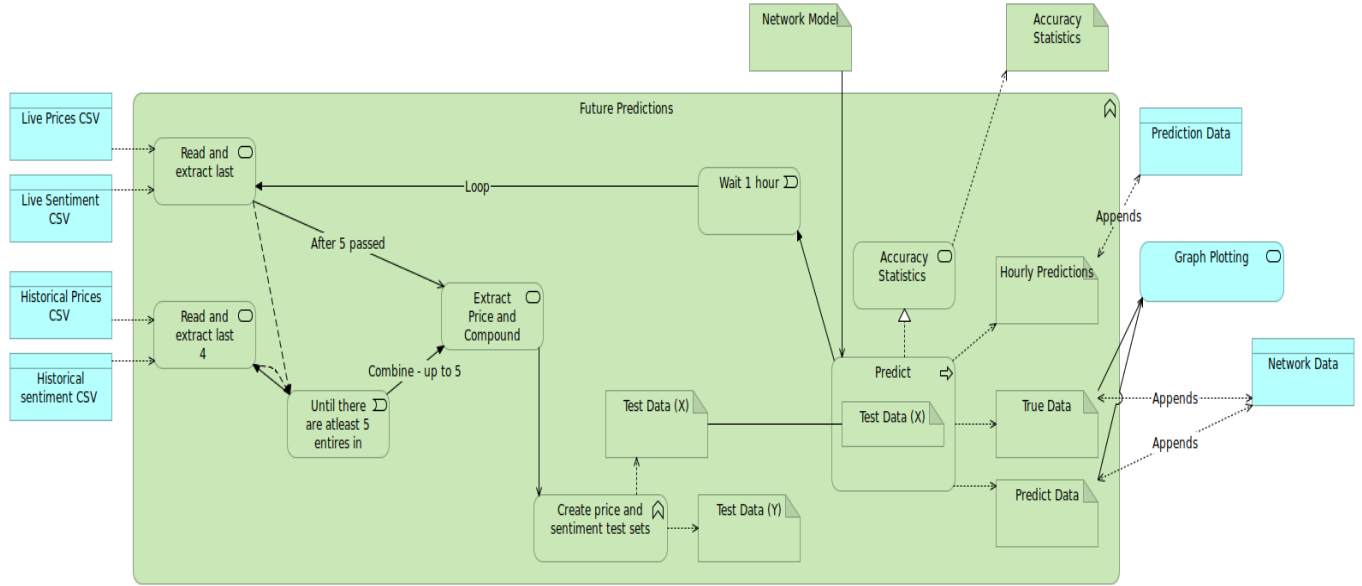 Network Model
Accuracy
Statistics
Future Predictions
Live Prices CSV
Live Sentiment
CSV
Historical Prices
CSV
Historical
sentiment CSV
Read and
extract last
Read and
extract last
4
Loop
After 5 passed
Wait 1 hour
Extract
Price and
Compound
Combine - up to 5
Until there
are atleast 5
entires in
Create price and
sentiment test sets
Test Data (X)
Test Data (Y)
Accuracy
Statistics
Predict
Test Data (X)
Hourly Predictions
True Data
Predict Data
Appends
Prediction Data
Graph Plotting
Network Data
Appends
Appends